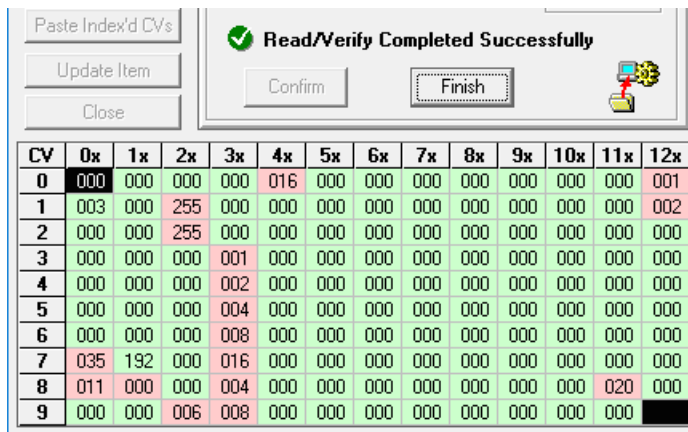 Paste Index'd CVs
Read/Verify Completed Successfully
Update Item
Confirm
Finish
Close
CV 0x 1x 2x 3x 4x 5x 6x 7x 8x 9x 10x 11x 12x
0 000 000 000 000 016 000 000 000 000 000 000 000 001
1 003 000 255 000 000 000 000 000 000 000 000 000 002
2 000 000 255 000 000 000 000 000 000 000 000 000 000
3 000 000 000 001 000 000 000 000 000 000 000 000 000
4 000 000 000 002 000 000 000 000 000 000 000 000 000
5 000 000 000 004 000 000 000 000 000 000 000 000 000
6 000 000 000 008 000 000 000 000 000 000 000 000 000
7 035 192 000 016 000 000 000 000 000 000 000 000 000
8 011 000 000 004 000 000 000 000 000 000 000 020 000
9 000 000 006 008 000 000 000 000 000 000 000 000